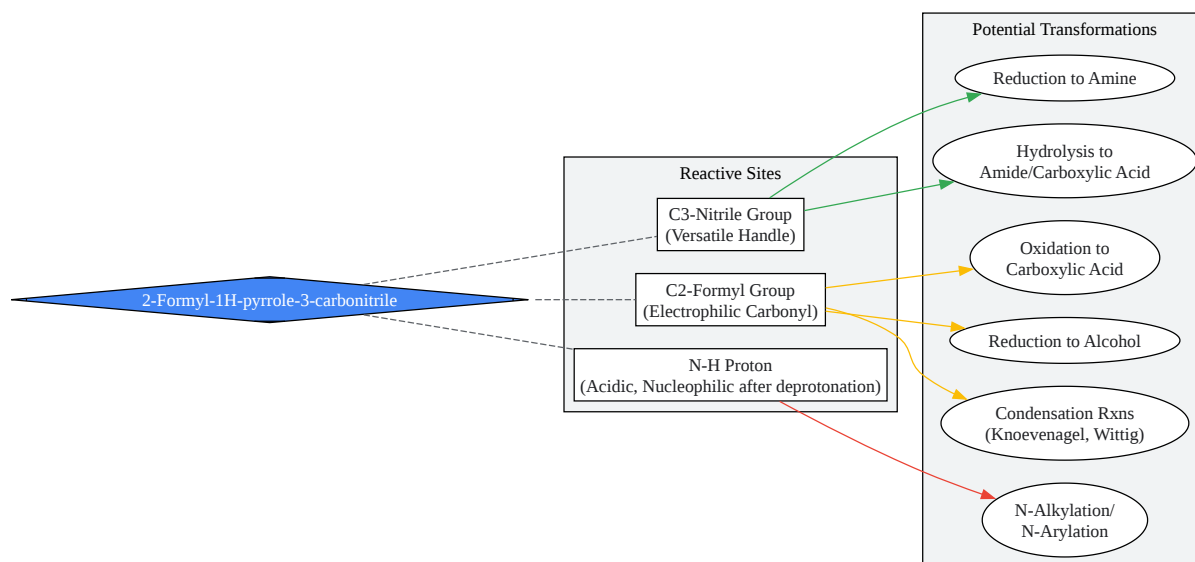 Potential Transformations
Reduction to Amine
Hydrolysis to
Amide/Carboxylic Acid
Reactive Sites
C3-Nitrile Group
(Versatile Handle)
Oxidation to
Carboxylic Acid
2-Formyl-1H-pyrrole-3-carbonitrile
C2-Formyl Group
(Electrophilic Carbonyl)
Reduction to Alcohol
N-H Proton
(Acidic, Nucleophilic after deprotonation)
Condensation Rxns
(Knoevenagel, Wittig)
N-Alkylation/
N-Arylation